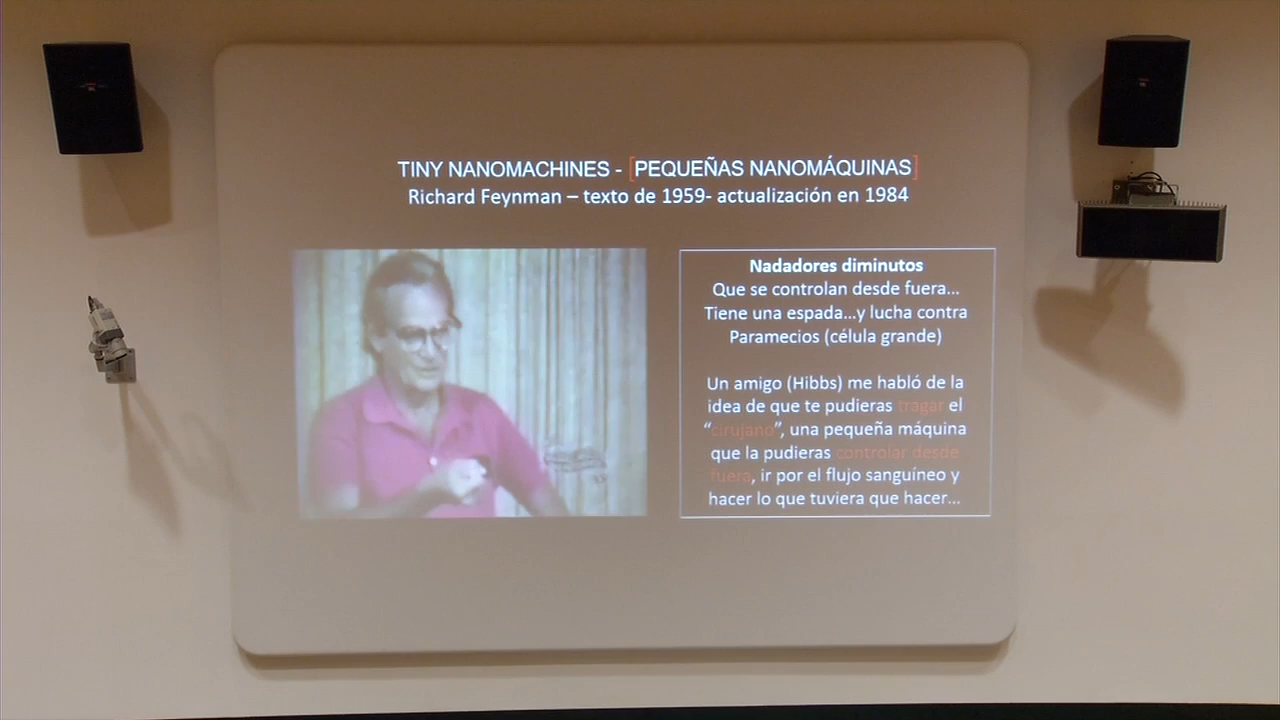 TINY NANOMACHINES - [PEQUEÑAS NANOMÁQUINAS]
Richard Feynman – texto de 1959- actualización en 1984
Nadadores diminutos
Que se controlan desde fuera...
Tiene una espada...y lucha contra
Paramecios (célula grande)
Un amigo (Hibbs) me habló de la
idea de que te pudieras tragar el
“cirujano”, una pequeña máquina
que la pudieras controlar desde
fuera, ir por el flujo sanguíneo y
hacer lo que tuviera que hacer...